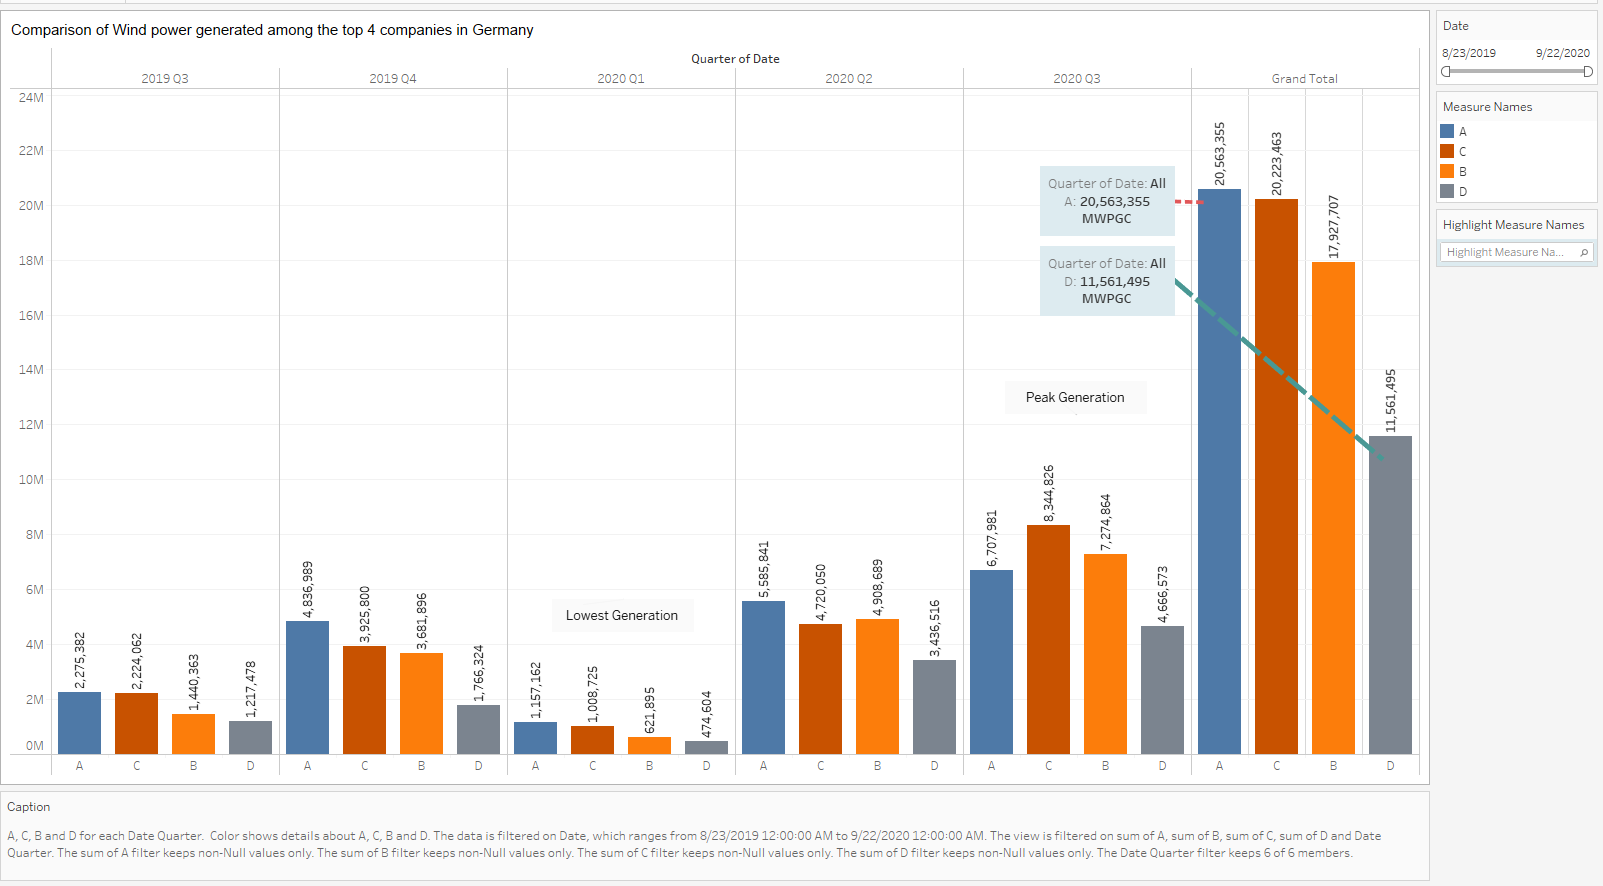 Comparison of Wind power generated among the top 4 companies in Germany
Quarter of Date
2019 Q3
2019 Q4
2020 Q1
2020 Q2
2020 Q3
Grand Total
24M
22M
20M
18M
16M
14M
12M
10M
8M
6M
4M
2M
0M
2,275,382
2,224,062
1,440,363
1,217,478
4,836,989
3,925,800
3,681,896
1,766,324
Lowest Generation
1,157,162
1,008,725
621,895
474,604
5,585,841
4,720,050
4,908,689
3,436,516
Peak Generation
6,707,981
8,344,826
7,274,864
4,666,573
Quarter of Date: All
A: 20,563,355
MWPGC
Quarter of Date: All
D: 11,561,495
MWPGC
20,563,355
20,223,463
17,927,707
11,561,495
A C B D A C B D A C B D A C B D A C B D A C B D
Date
8/23/2019 9/22/2020
Measure Names
A
C
B
D
Highlight Measure Names
Highlight Measure Na...
Caption
A, C, B and D for each Date Quarter.  Color shows details about A, C, B and D. The data is filtered on Date, which ranges from 8/23/2019 12:00:00 AM to 9/22/2020 12:00:00 AM. The view is filtered on sum of A, sum of B, sum of C, sum of D and Date
Quarter. The sum of A filter keeps non-Null values only. The sum of B filter keeps non-Null values only. The sum of C filter keeps non-Null values only. The sum of D filter keeps non-Null values only. The Date Quarter filter keeps 6 of 6 members.